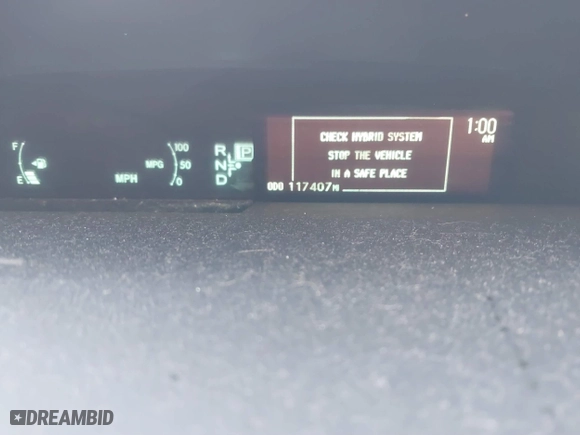 F
E
MPH
MPG
100
50
0
R
N
D
P
CHECK HYBRID SYSTEM
STOP THE VEHICLE
IN A SAFE PLACE
ODO 117407 MI
1:00
AM
DREAMBID